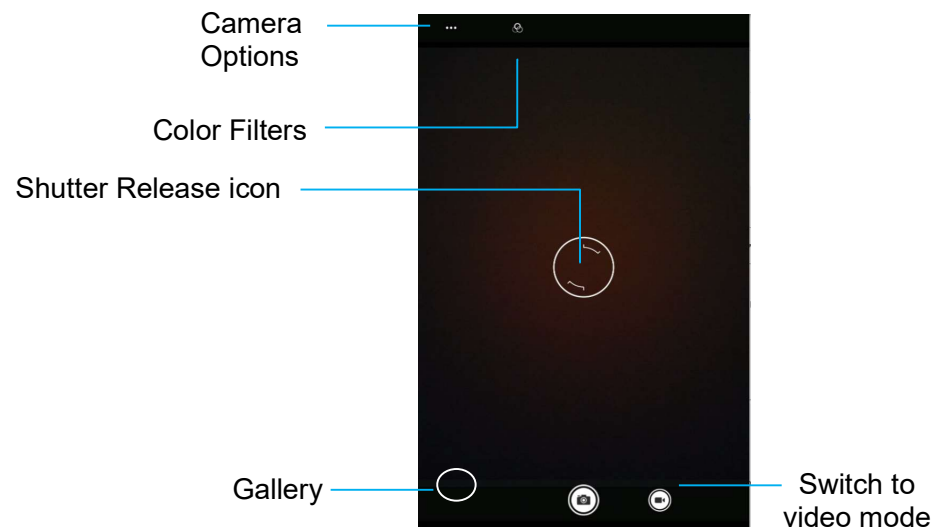 Camera
Options
Color Filters
Shutter Release icon
Gallery
Switch to
video mode